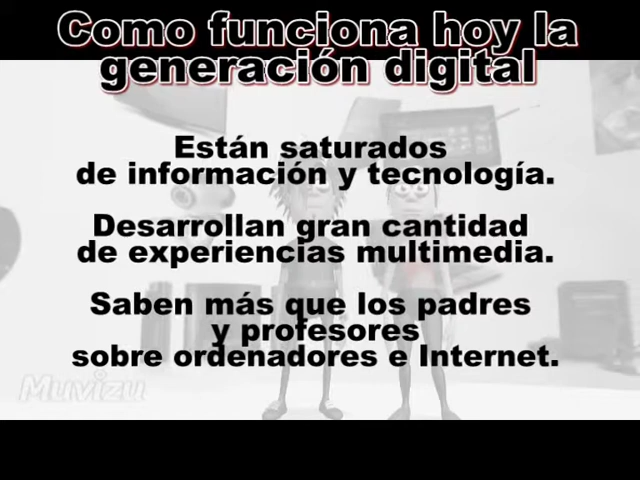 Como funciona hoy la
generación digital
Están saturados
de información y tecnología.
Desarrollan gran cantidad
de experiencias multimedia.
Saben más que los padres
y profesores
sobre ordenadores e Internet.
Muvizu